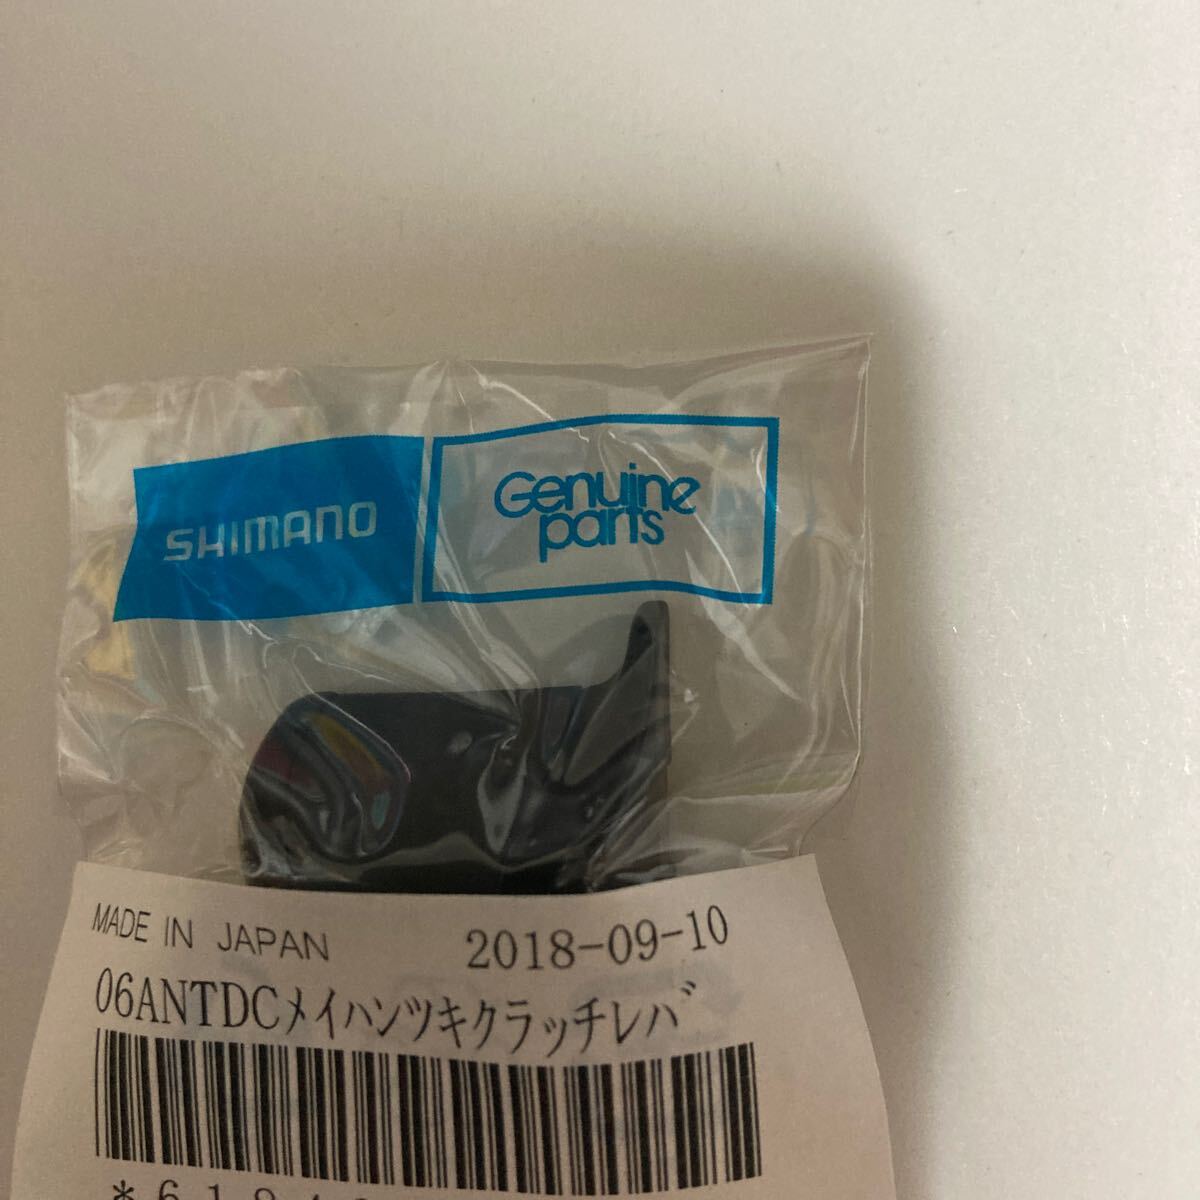 SHIMANO
Genuine
parts
MADE IN JAPAN 2018-09-10
06ANTDCﾒｲﾊﾝﾂｷｸﾗｯﾁﾚﾊﾞ